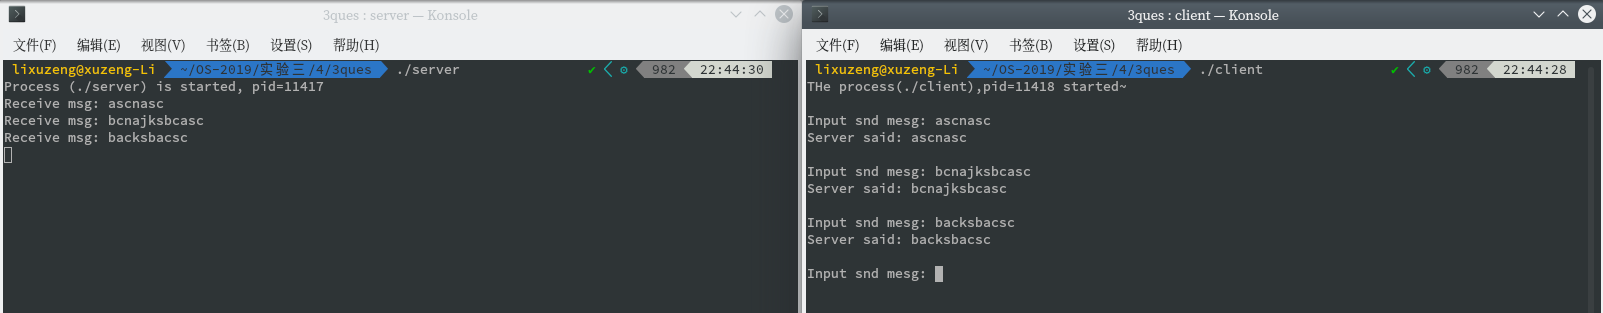 3ques : server — Konsole
文件(F) 编辑(E) 视图(V) 书签(B) 设置(S) 帮助(H)
lixuzeng@xuzeng-Li ~/OS-2019/实验三/4/3ques ./server ✔ 982 22:44:30
Process (./server) is started, pid=11417
Receive msg: ascnasc
Receive msg: bcnajksbcasc
Receive msg: backsbacsc
3ques : client — Konsole
文件(F) 编辑(E) 视图(V) 书签(B) 设置(S) 帮助(H)
lixuzeng@xuzeng-Li ~/OS-2019/实验三/4/3ques ./client ✔ 982 22:44:28
THe process(./client),pid=11418 started~
Input snd mesg: ascnasc
Server said: ascnasc
Input snd mesg: bcnajksbcasc
Server said: bcnajksbcasc
Input snd mesg: backsbacsc
Server said: backsbacsc
Input snd mesg: